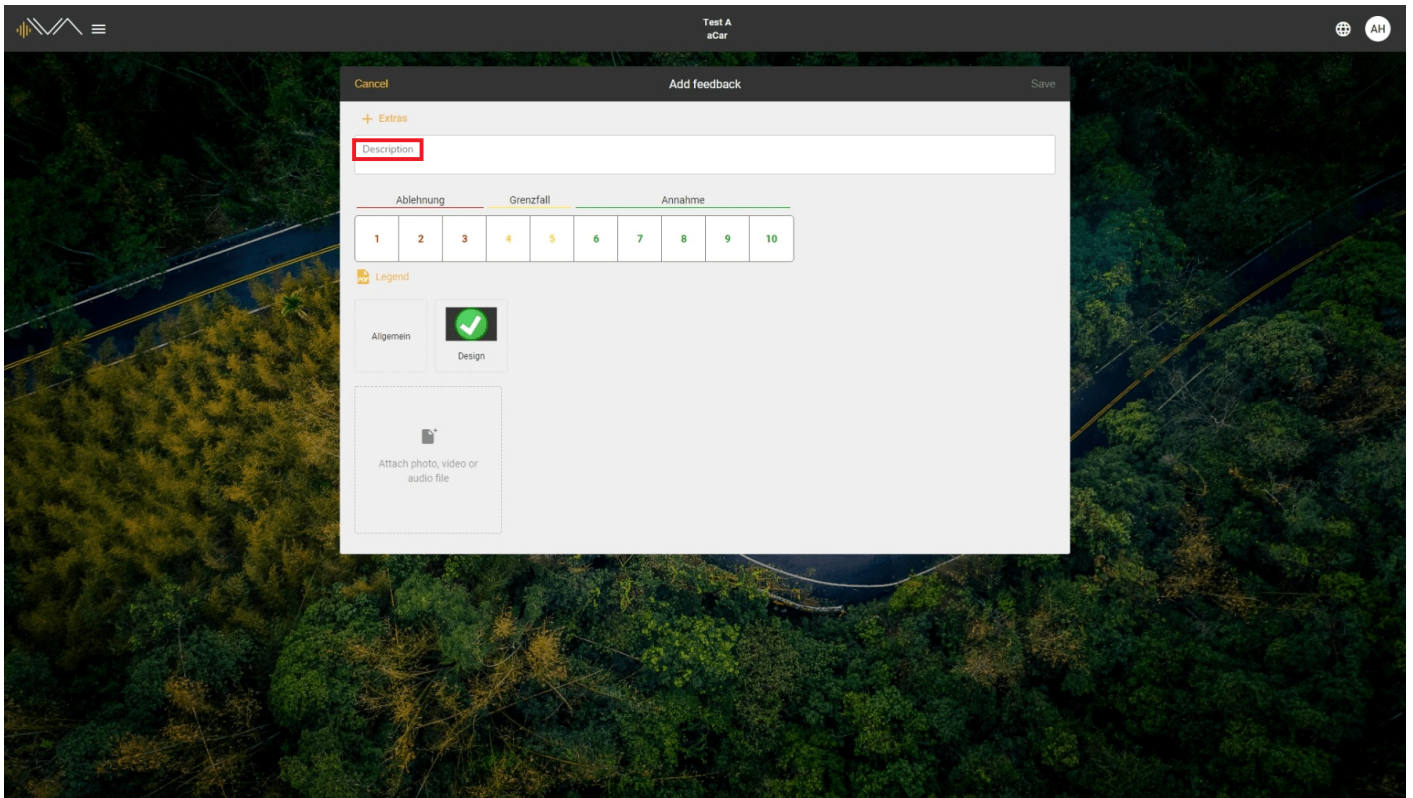 Test A
aCar
AH
Cancel
Add feedback
Save
+ Extras
Description
Ablehnung
Grenzfall
Annahme
1 2 3 4 5 6 7 8 9 10
Legend
Allgemein
Design
Attach photo, video or
audio file